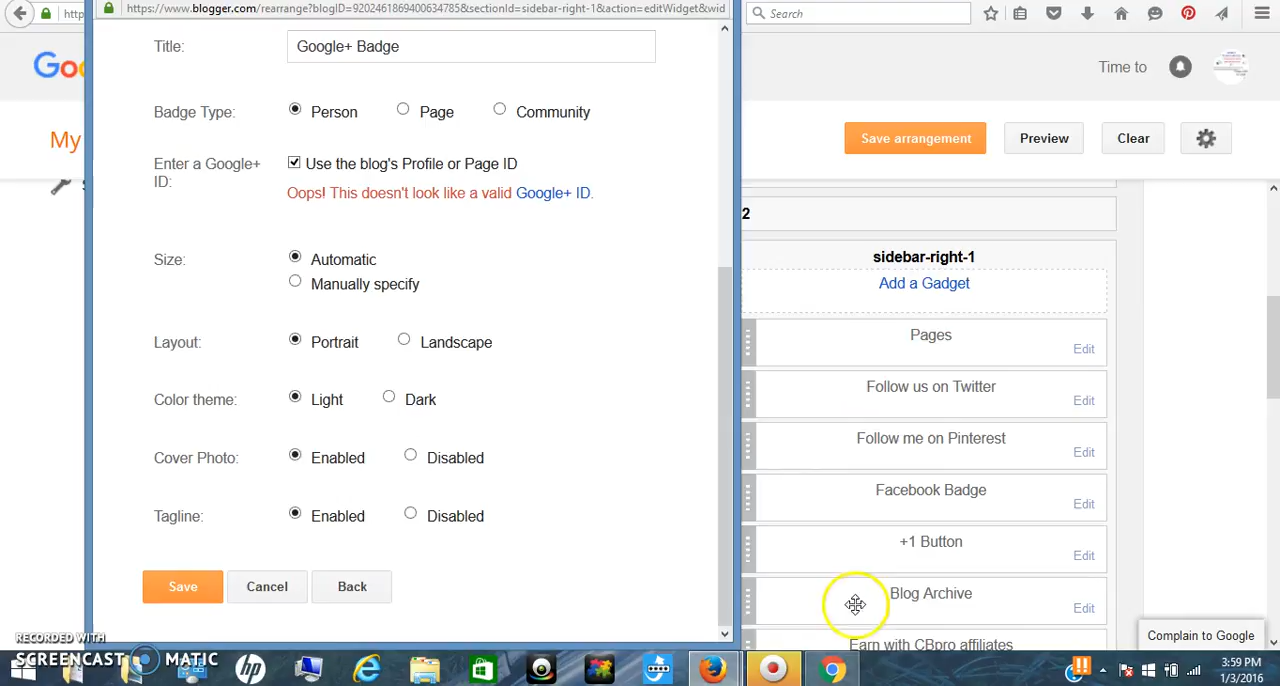 https://www.blogger.com/rearrange?blogID=9202461869400634785&sectionId=sidebar-right-1&action=editWidget&wid
Search
Title:
Google+ Badge
Badge Type:
Person
Page
Community
Enter a Google+ ID:
Use the blog's Profile or Page ID
Oops! This doesn't look like a valid Google+ ID.
Size:
Automatic
Manually specify
Layout:
Portrait
Landscape
Color theme:
Light
Dark
Cover Photo:
Enabled
Disabled
Tagline:
Enabled
Disabled
Save
Cancel
Back
http
Goo
My
Time to
Save arrangement
Preview
Clear
2
sidebar-right-1
Add a Gadget
Pages
Edit
Follow us on Twitter
Edit
Follow me on Pinterest
Edit
Facebook Badge
Edit
+1 Button
Edit
Blog Archive
Edit
Earn with CBpro affiliates
Complain to Google
RECORDED WITH
SCREENCAST MATIC
hp
3:59 PM
1/3/2016